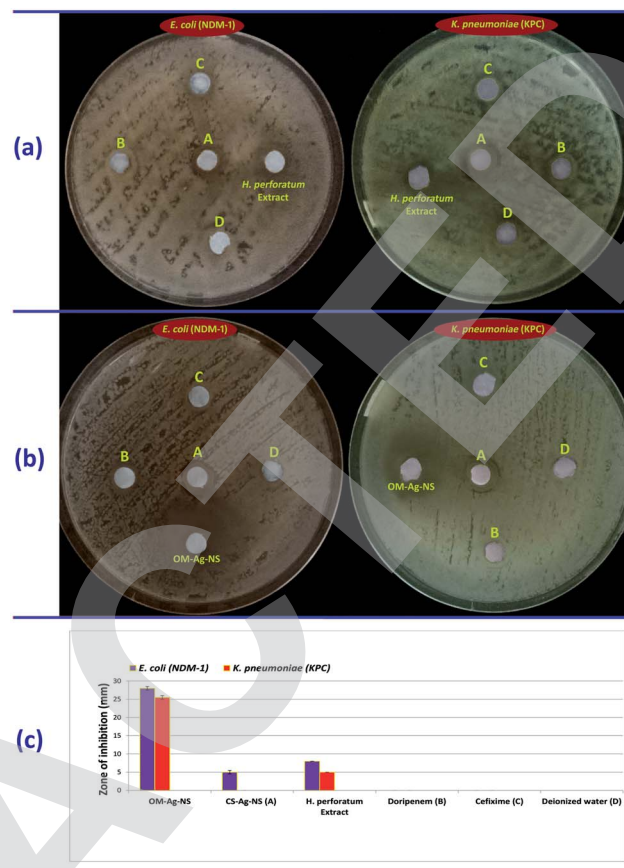 E. coli (NDM-1)
K. pneumoniae (KPC)
(a)
C
C
B
A
A
B
H. perforatum
Extract
H. perforatum
Extract
D
D
E. coli (NDM-1)
K. pneumoniae (KPC)
(b)
C
C
B
A
D
OM-Ag-NS
A
D
OM-Ag-NS
B
(c)
E. coli (NDM-1) K. pneumoniae (KPC)
Zone of inhibition (mm)
30
25
20
15
10
5
0
OM-Ag-NS CS-Ag-NS (A) H. perforatum Extract Doripenem (B) Cefixime (C) Deionized water (D)